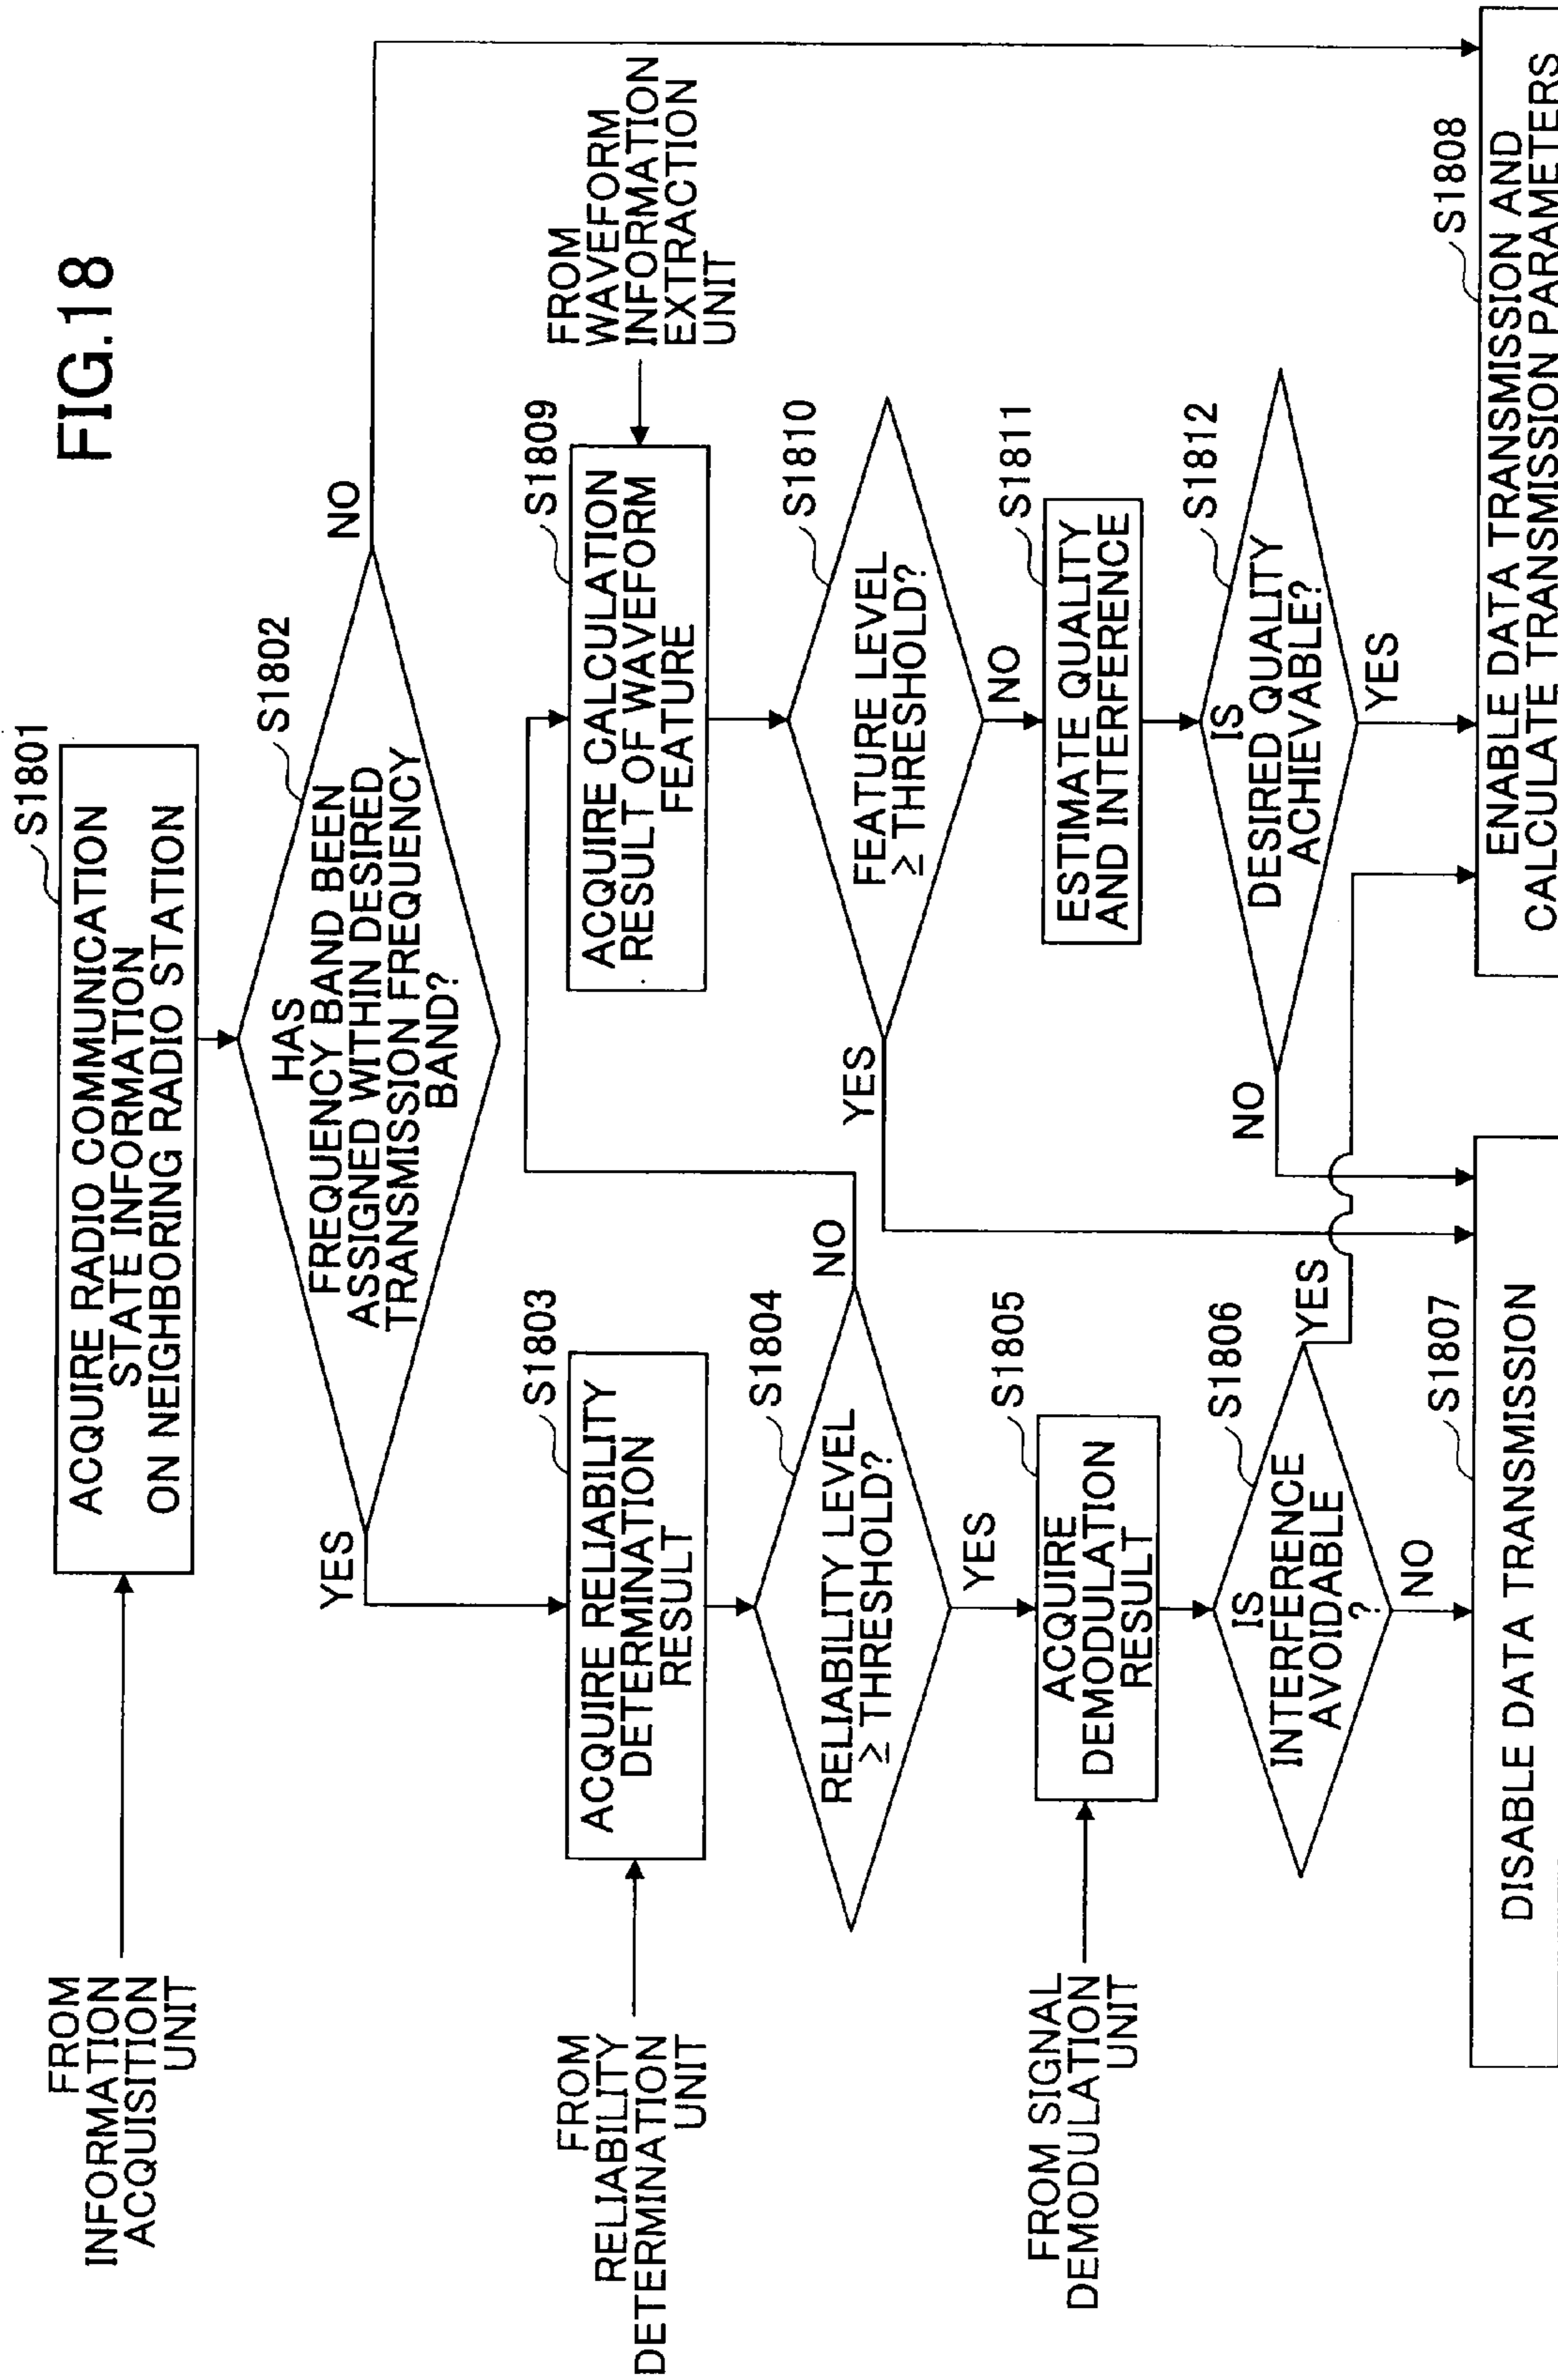 FIG.18
FROM
INFORMATION
ACQUISITION
UNIT
S1801
ACQUIRE RADIO COMMUNICATION
STATE INFORMATION
ON NEIGHBORING RADIO STATION
S1802
HAS
FREQUENCY BAND BEEN
ASSIGNED WITHIN DESIRED
TRANSMISSION FREQUENCY
BAND?
YES
NO
FROM
RELIABILITY
DETERMINATION
UNIT
S1803
ACQUIRE RELIABILITY
DETERMINATION
RESULT
S1809
ACQUIRE CALCULATION
RESULT OF WAVEFORM
FEATURE
FROM
WAVEFORM
INFORMATION
EXTRACTION
UNIT
S1804
RELIABILITY LEVEL
≥ THRESHOLD?
NO
YES
S1810
FEATURE LEVEL
≥ THRESHOLD?
YES
NO
FROM SIGNAL
DEMODULATION
UNIT
S1805
ACQUIRE
DEMODULATION
RESULT
S1811
ESTIMATE QUALITY
AND INTERFERENCE
S1806
IS
INTERFERENCE
AVOIDABLE
?
YES
NO
S1812
IS
DESIRED QUALITY
ACHIEVABLE?
NO
YES
S1807
DISABLE DATA TRANSMISSION
S1808
ENABLE DATA TRANSMISSION AND
CALCULATE TRANSMISSION PARAMETERS